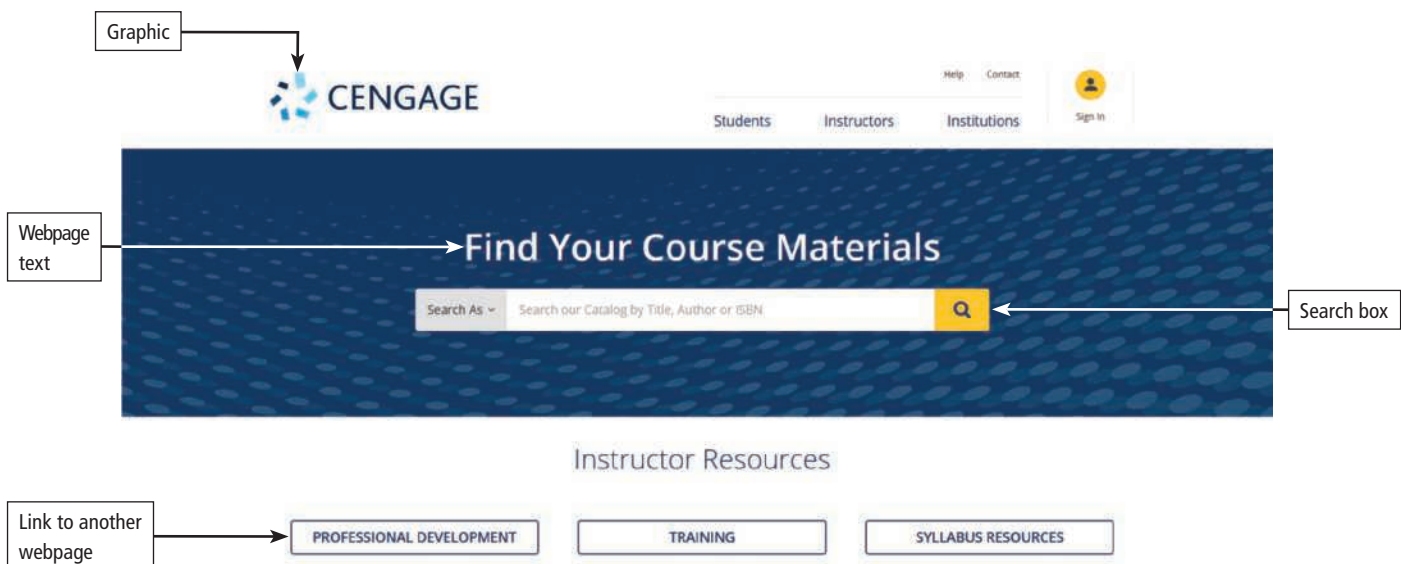 Graphic
CENGAGE
Help Contact
Students Instructors Institutions
Sign In
Webpage
text
Find Your Course Materials
Search As
Search our Catalog by Title, Author or ISBN
Search box
Instructor Resources
Link to another
webpage
PROFESSIONAL DEVELOPMENT TRAINING SYLLABUS RESOURCES